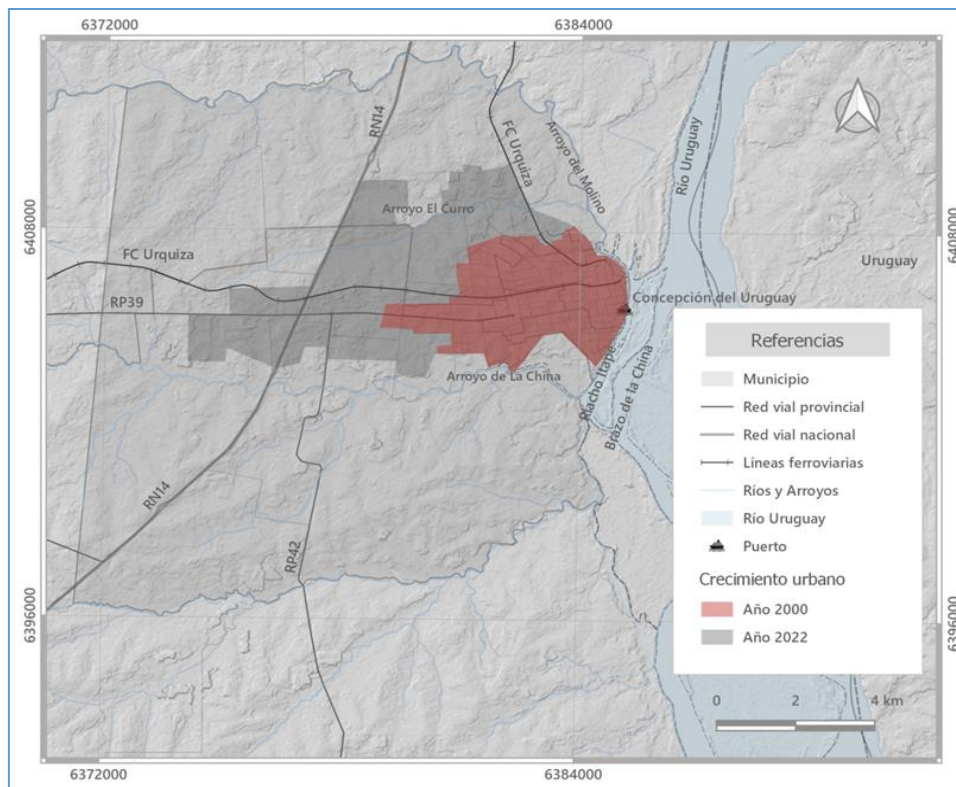 6372000
6384000
RN14
FC Urquiza
Arroyo del Molino
Río Uruguay
Arroyo El Curro
6408000
6408000
FC Urquiza
Uruguay
RP39
Concepción del Uruguay
Arroyo de La China
Riacho Itapé
Brazo de la China
RN14
RP42
Referencias
Municipio
Red vial provincial
Red vial nacional
Líneas ferroviarias
Ríos y Arroyos
Río Uruguay
Puerto
Crecimiento urbano
Año 2000
Año 2022
6396000
6396000
0 2 4 km
6372000
6384000